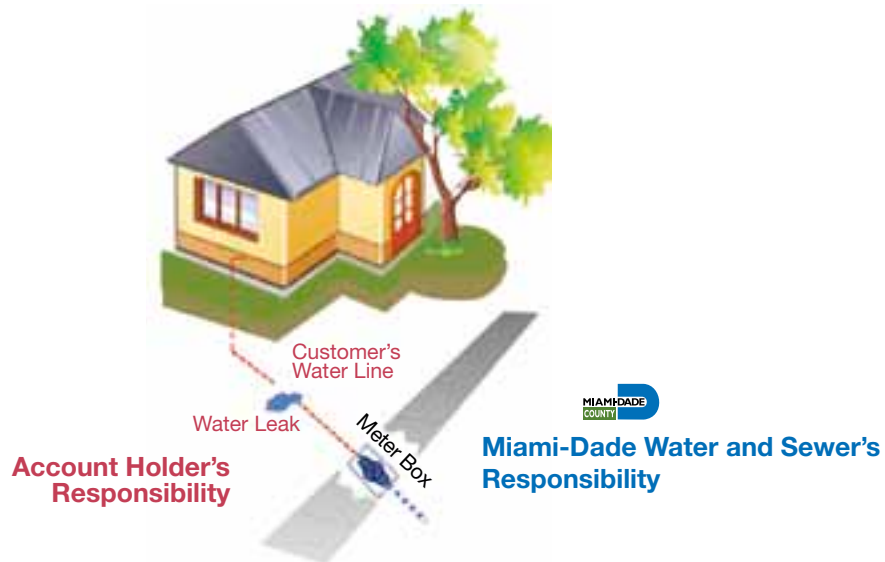 Customer's
Water Line
Water Leak
Meter Box
Account Holder's
Responsibility
MIAMI-DADE
COUNTY
Miami-Dade Water and Sewer's
Responsibility